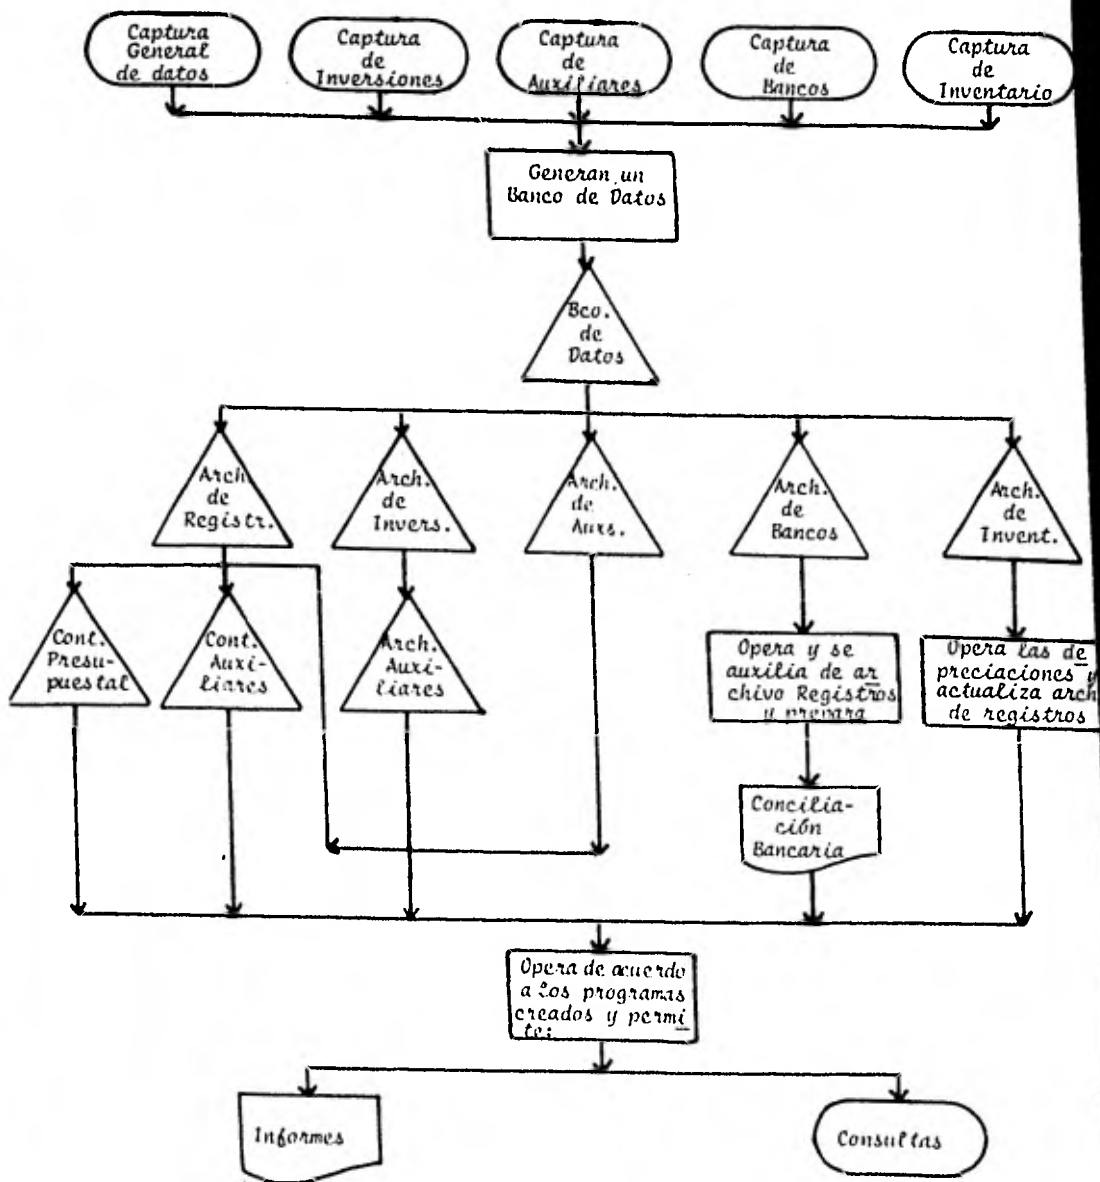 Captura
General
de datos
Captura
de
Inversiones
Captura
de
Auxiliares
Captura
de
Bancos
Captura
de
Inventario
Generan un
Banco de Datos
Bco.
de
Datos
Arch
de
Registr.
Arch.
de
Invers.
Arch.
de
Auxs.
Arch.
de
Bancos
Arch.
de
Invent.
Cont.
Presu-
puestal
Cont.
Auxi-
liares
Arch.
Auxi-
liares
Opera y se
auxilia de ar
chivo Registros
y prepara
Opera las de
preciaciones y
actualiza arch
de registros
Concilia-
ción
Bancaria
Opera de acuerdo
a los programas
creados y permi
te:
Informes
Consultas